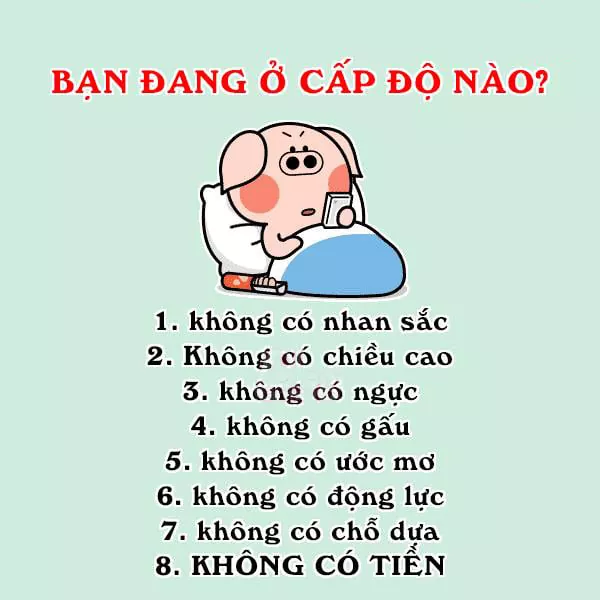 BẠN ĐANG Ở CẤP ĐỘ NÀO?
1. không có nhan sắc
2. Không có chiều cao
3. không có ngực
4. không có gấu
5. không có ước mơ
6. không có động lực
7. không có chỗ dựa
8. KHÔNG CÓ TIỀN